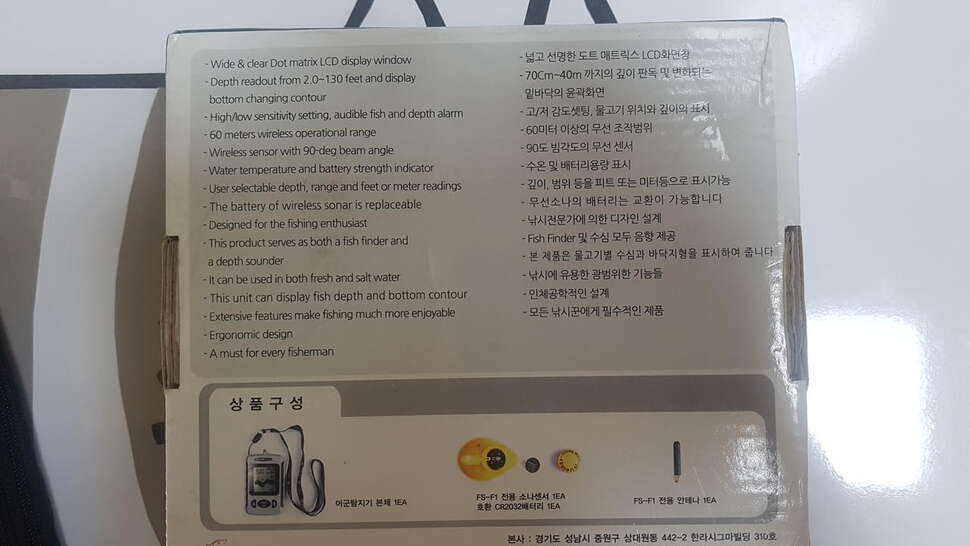 - Wide & clear Dot matrix LCD display window
- Depth readout from 2.0~130 feet and display
bottom changing contour
- High/low sensitivity setting, audible fish and depth alarm
- 60 meters wireless operational range
- Wireless sensor with 90-deg beam angle
- Water temperature and battery strength indicator
- User selectable depth, range and feet or meter readings
- The battery of wireless sonar is replaceable
- Designed for the fishing enthusiast
- This product serves as both a fish finder and
a depth sounder
- It can be used in both fresh and salt water
- This unit can display fish depth and bottom contour
- Extensive features make fishing much more enjoyable
- Ergonomic design
- A must for every fisherman
- 넓고 선명한 도트 매트릭스 LCD화면창
- 70Cm~40m 까지의 깊이 판독 및 변화되는
밑바닥의 윤곽화면
- 고/저 감도셋팅, 물고기 위치와 깊이의 표시
- 60미터 이상의 무선 조작범위
- 90도 빔각도의 무선 센서
- 수온 및 배터리용량 표시
- 깊이, 범위 등을 피트 또는 미터등으로 표시가능
- 무선소나의 배터리는 교환이 가능합니다
- 낚시전문가에 의한 디자인 설계
- Fish Finder 및 수심 모두 음향 제공
- 본 제품은 물고기별 수심과 바닥지형을 표시하여 줍니다
- 낚시에 유용한 광범위한 기능들
- 인체공학적인 설계
- 모든 낚시꾼에게 필수적인 제품
상품구성
어군탐지기 본체 1EA
FS-F1 전용 소나센서 1EA
호환 CR2032배터리 1EA
FS-F1 전용 안테나 1EA
본사 : 경기도 성남시 중원구 상대원동 442-2 한라시그마빌딩 310호